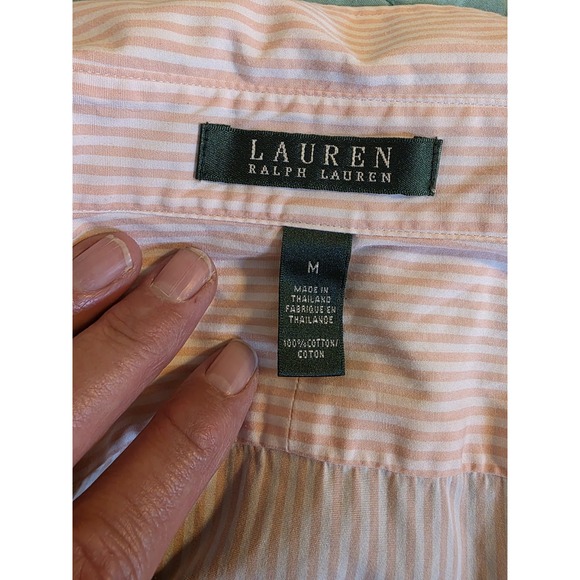 LAUREN
RALPH LAUREN
M
MADE IN
THAILAND
FABRIQUE EN
THAILANDE
100% COTTON/
COTON